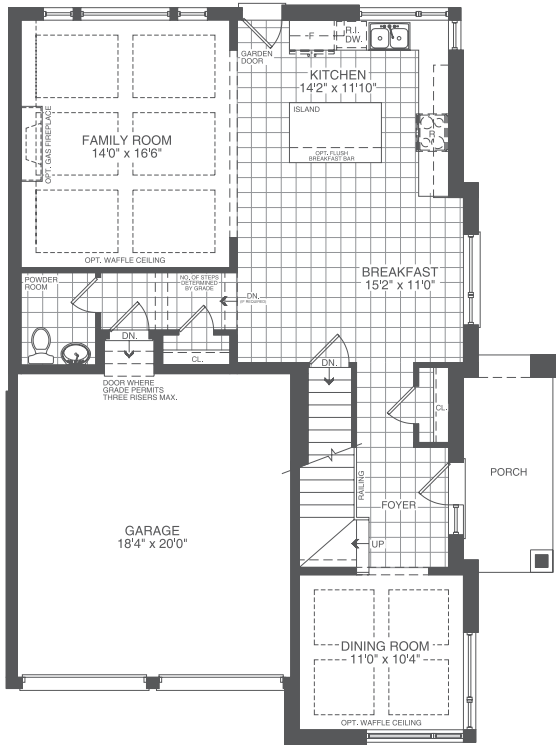 F
R.I.
DW.
GARDEN
DOOR
KITCHEN
14'2" x 11'10"
ISLAND
OPT. FLUSH
BREAKFAST BAR
R
OPT. GAS FIREPLACE
FAMILY ROOM
14'0" x 16'6"
OPT. WAFFLE CEILING
BREAKFAST
15'2" x 11'0"
POWDER
ROOM
NO. OF STEPS
DETERMINED
BY GRADE
DN.
(IF REQUIRED)
DN.
CL.
DN.
CL.
DOOR WHERE
GRADE PERMITS
THREE RISERS MAX.
PORCH
RAILING
FOYER
UP
GARAGE
18'4" x 20'0"
DINING ROOM
11'0" x 10'4"
OPT. WAFFLE CEILING